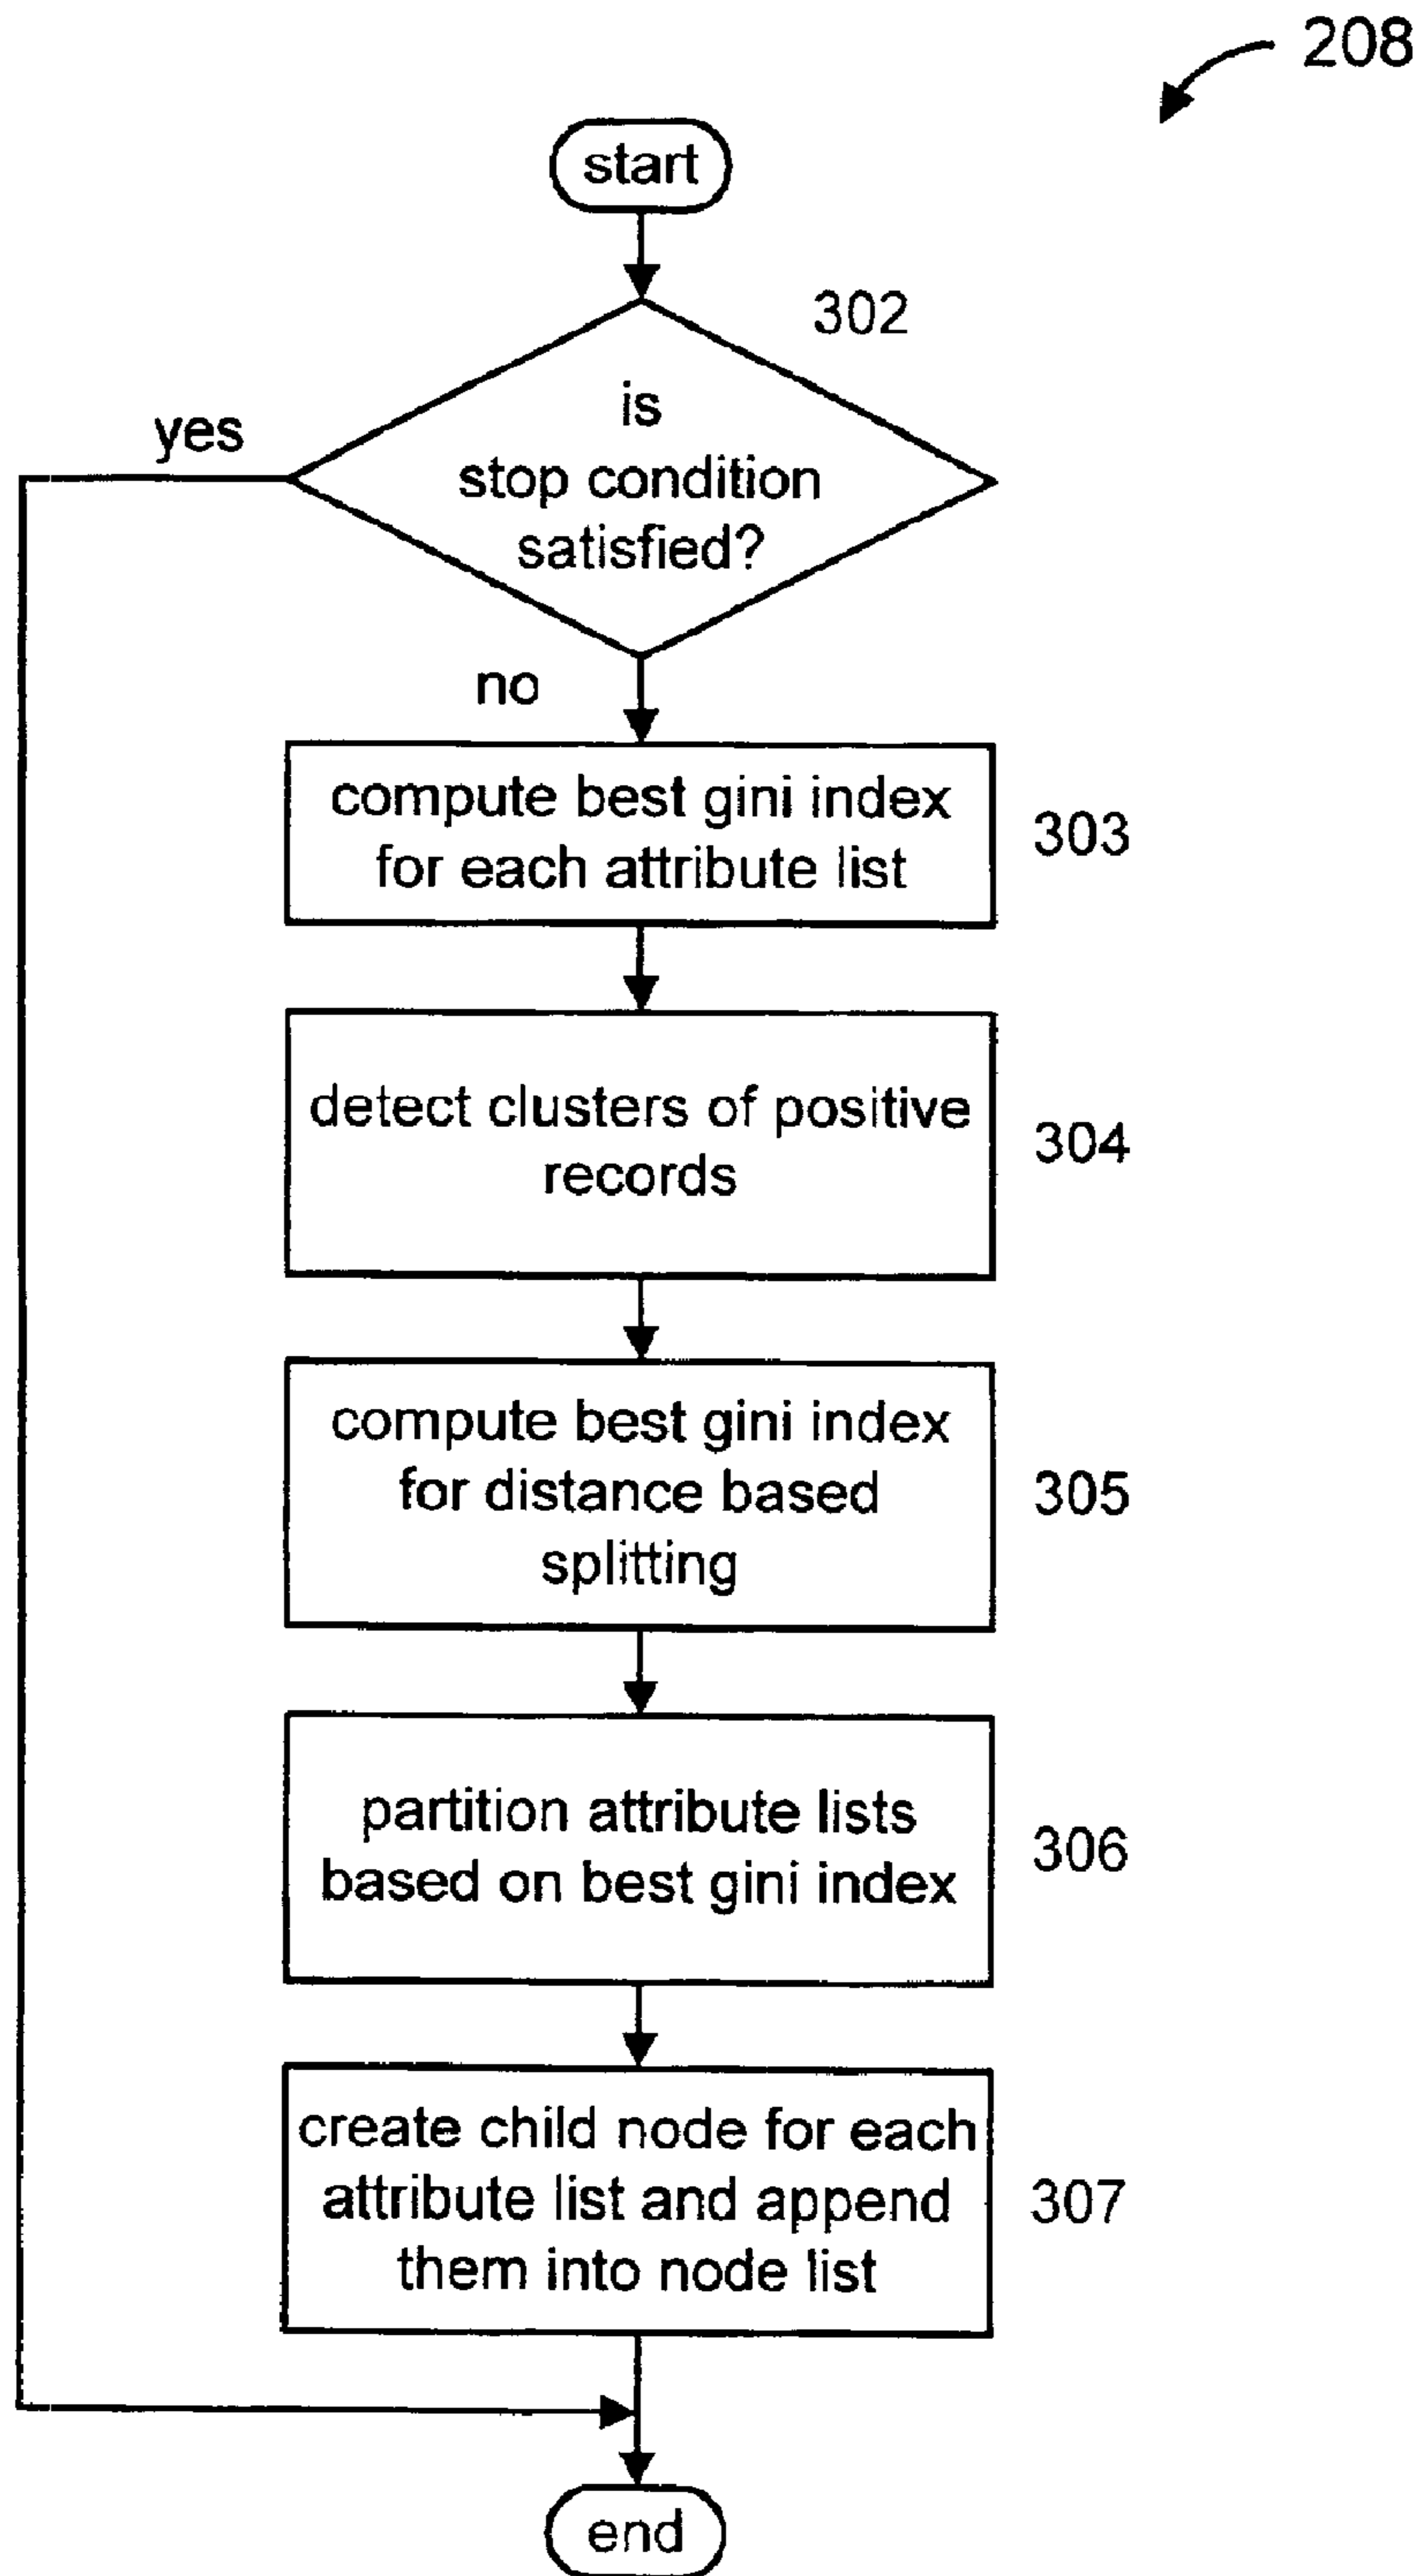 208
start
302
is
stop condition
satisfied?
yes
no
compute best gini index
for each attribute list
303
detect clusters of positive
records
304
compute best gini index
for distance based
splitting
305
partition attribute lists
based on best gini index
306
create child node for each
attribute list and append
them into node list
307
end